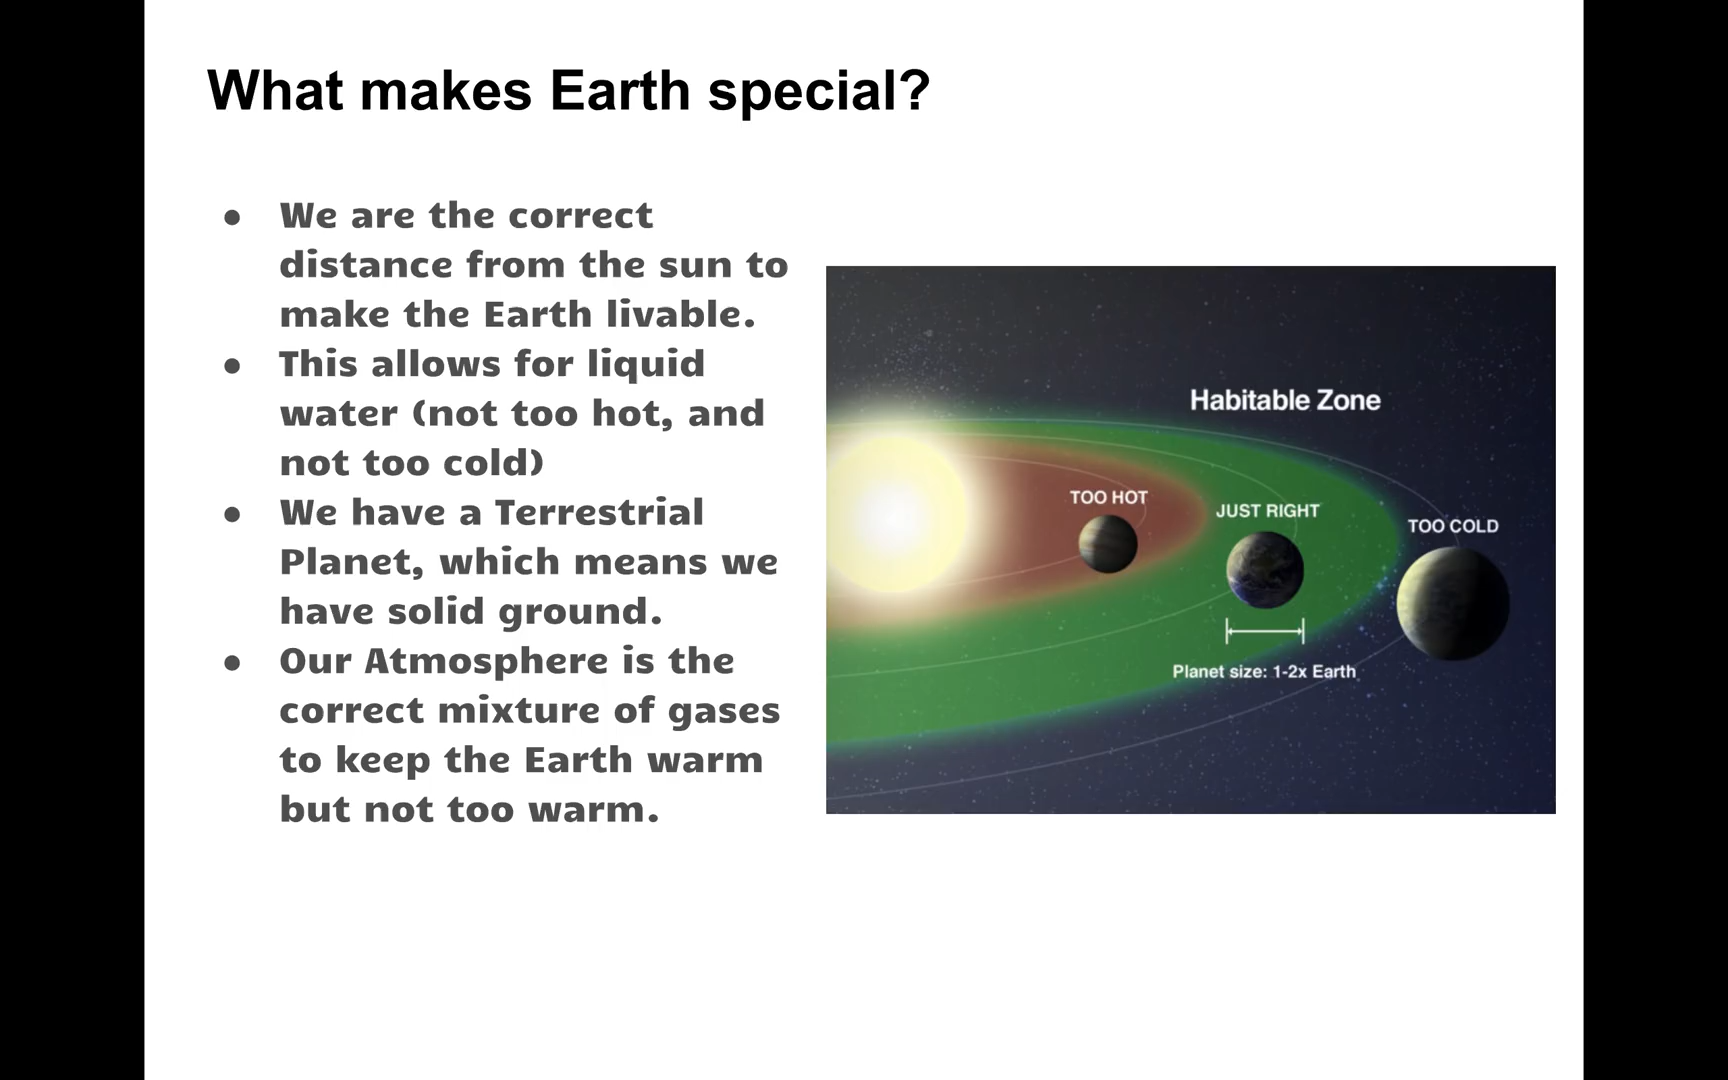 What makes Earth special?
● We are the correct
distance from the sun to
make the Earth livable.
● This allows for liquid
water (not too hot, and
not too cold)
● We have a Terrestrial
Planet, which means we
have solid ground.
● Our Atmosphere is the
correct mixture of gases
to keep the Earth warm
but not too warm.
Habitable Zone
TOO HOT
JUST RIGHT
TOO COLD
Planet size: 1-2x Earth